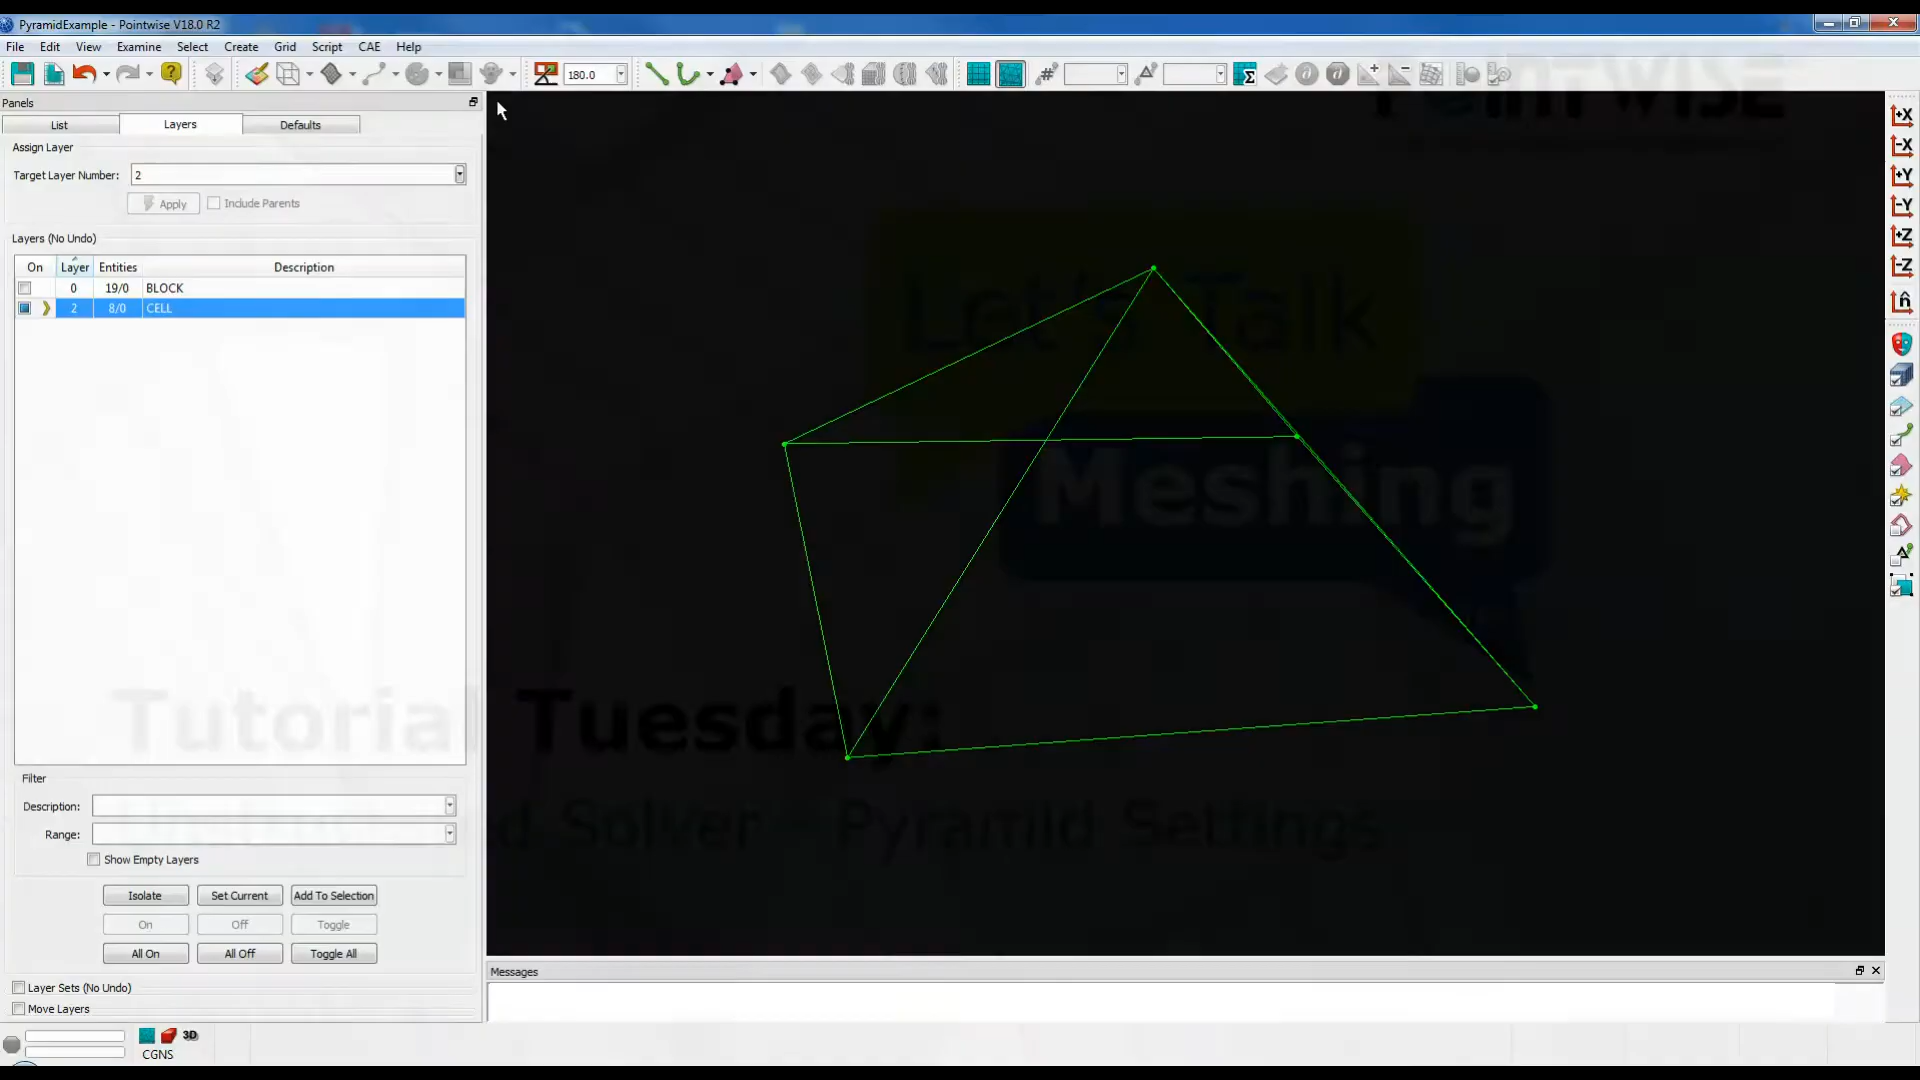 PyramidExample - Pointwise V18.0 R2
File Edit View Examine Select Create Grid Script CAE Help
180.0
POINTWISE
Panels
List Layers Defaults
Assign Layer
Target Layer Number: 2
Apply Include Parents
Layers (No Undo)
On Layer Entities Description
0 19/0 BLOCK
2 8/0 CELL
Let's Talk
Meshing
Tutorial Tuesday:
Solver - Pyramid Settings
Filter
Description:
Range:
Show Empty Layers
Isolate Set Current Add To Selection
On Off Toggle
All On All Off Toggle All
Layer Sets (No Undo)
Move Layers
Messages
3D
CGNS
+X
-X
+Y
-Y
+Z
-Z
n̂